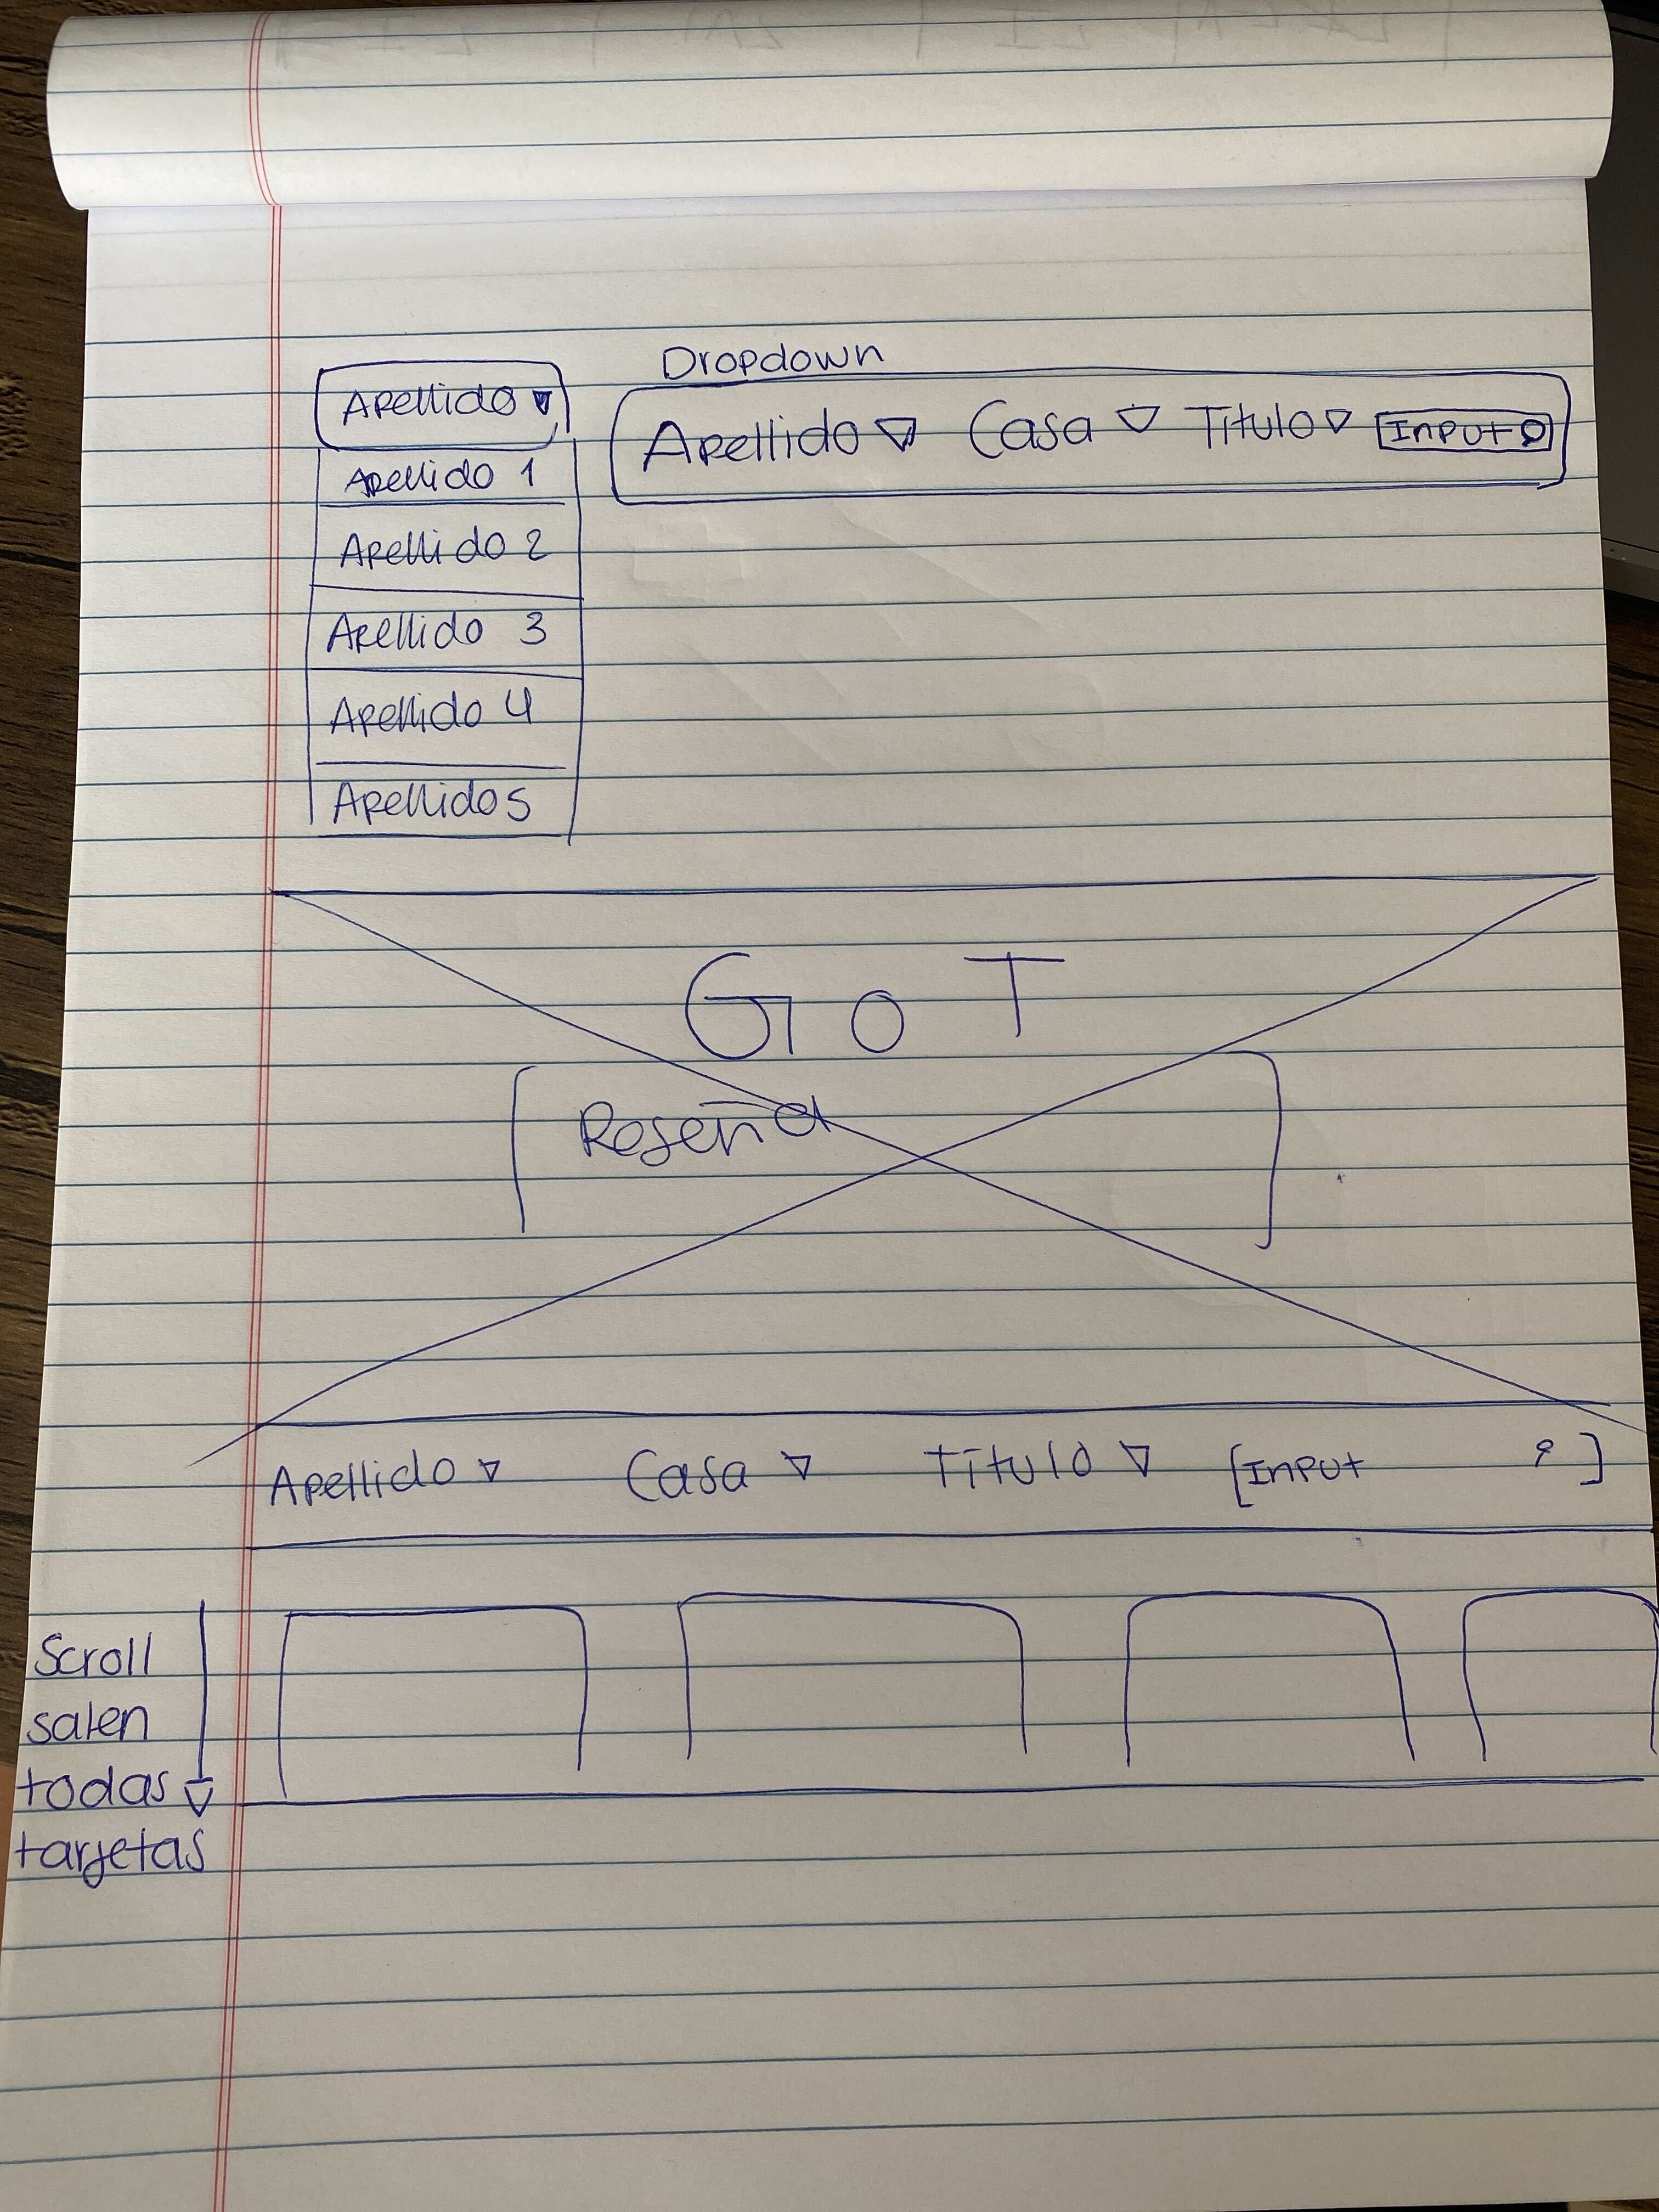 Dropdown
Apellido
Apellido Casa Titulo Input
Apellido 1
Apellido 2
Apellido 3
Apellido 4
Apellido 5
GoT
Reseña
Apellido Casa Título [Input ]
Scroll
salen
todas
tarjetas